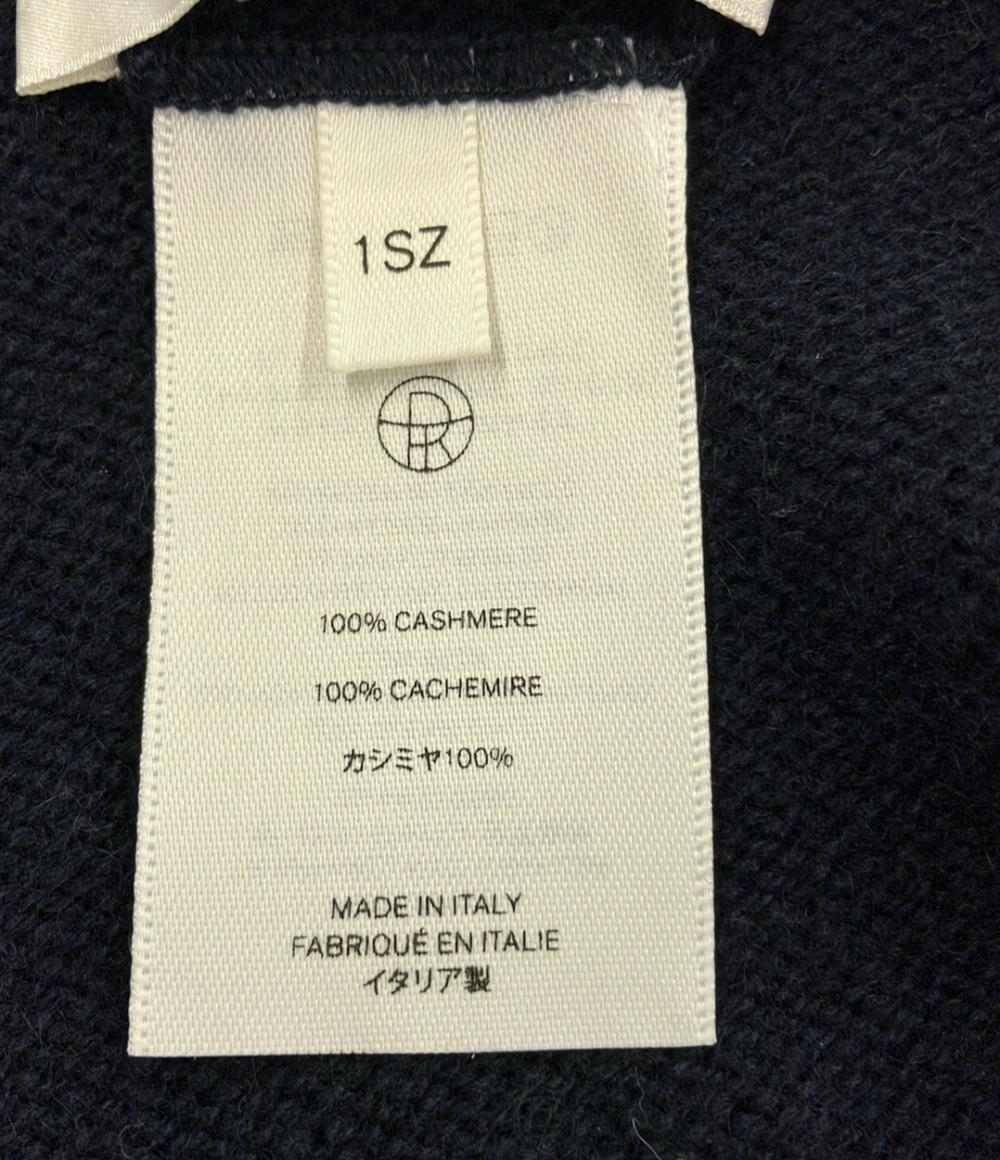 1SZ
100% CASHMERE
100% CACHEMIRE
カシミヤ100%
MADE IN ITALY
FABRIQUÉ EN ITALIE
イタリア製